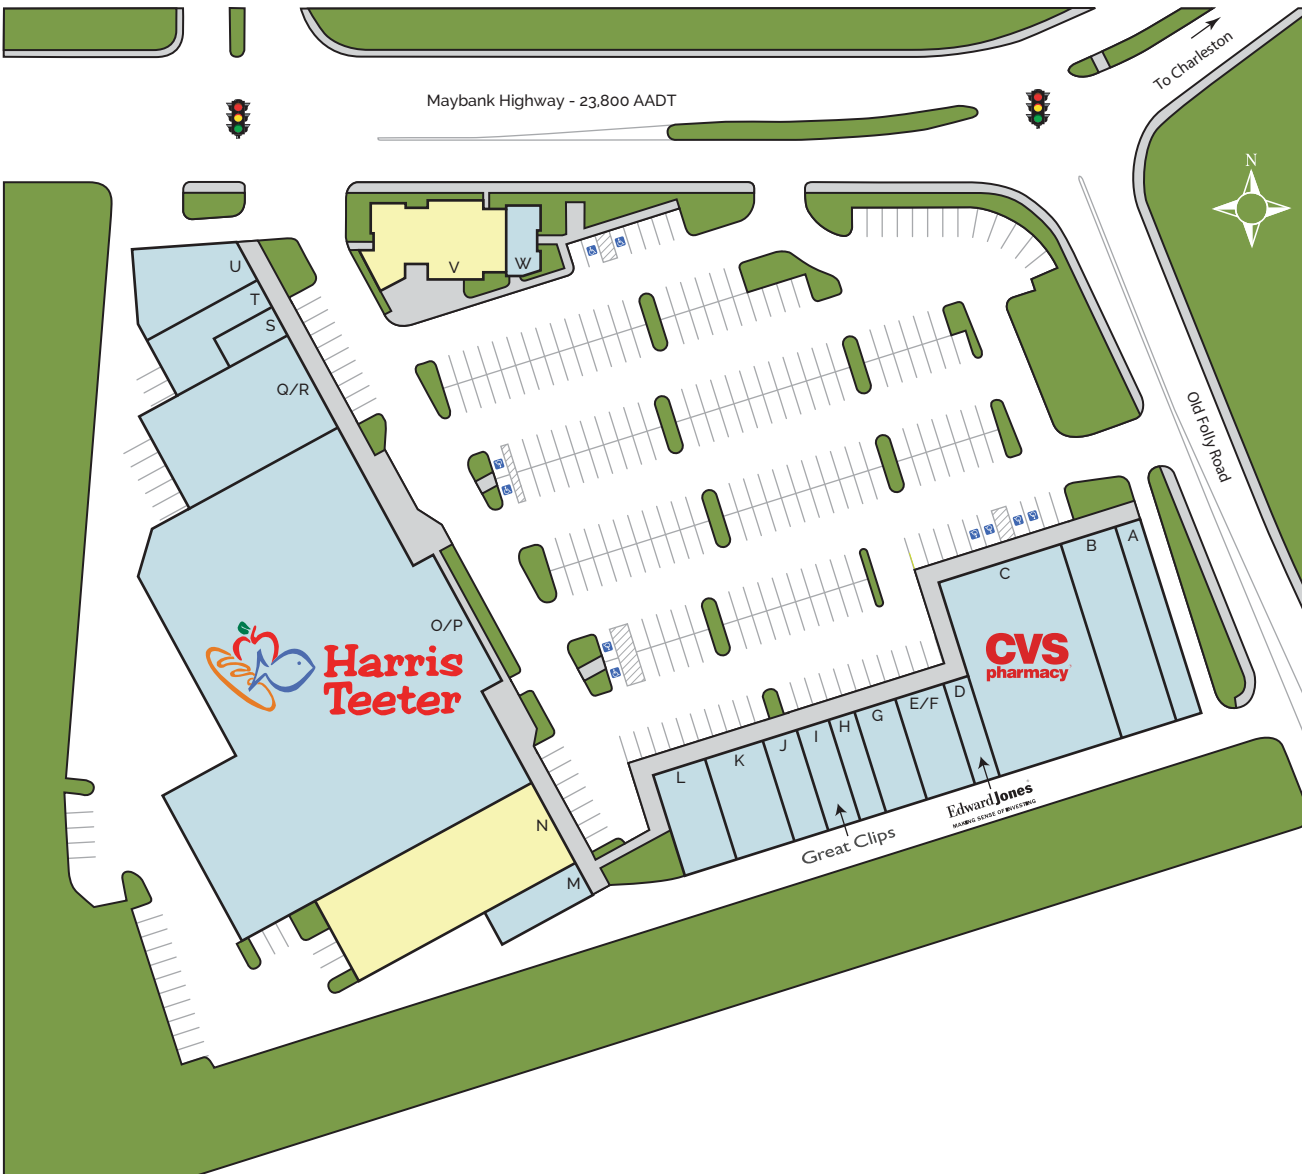 To Charleston
Maybank Highway - 23,800 AADT
N
U
V
W
T
S
Q/R
Old Folly Road
A
B
C
O/P
Harris
Teeter
CVS
pharmacy
D
E/F
G
H
I
J
K
L
Edward Jones
MAKING SENSE OF INVESTING
Great Clips
N
M